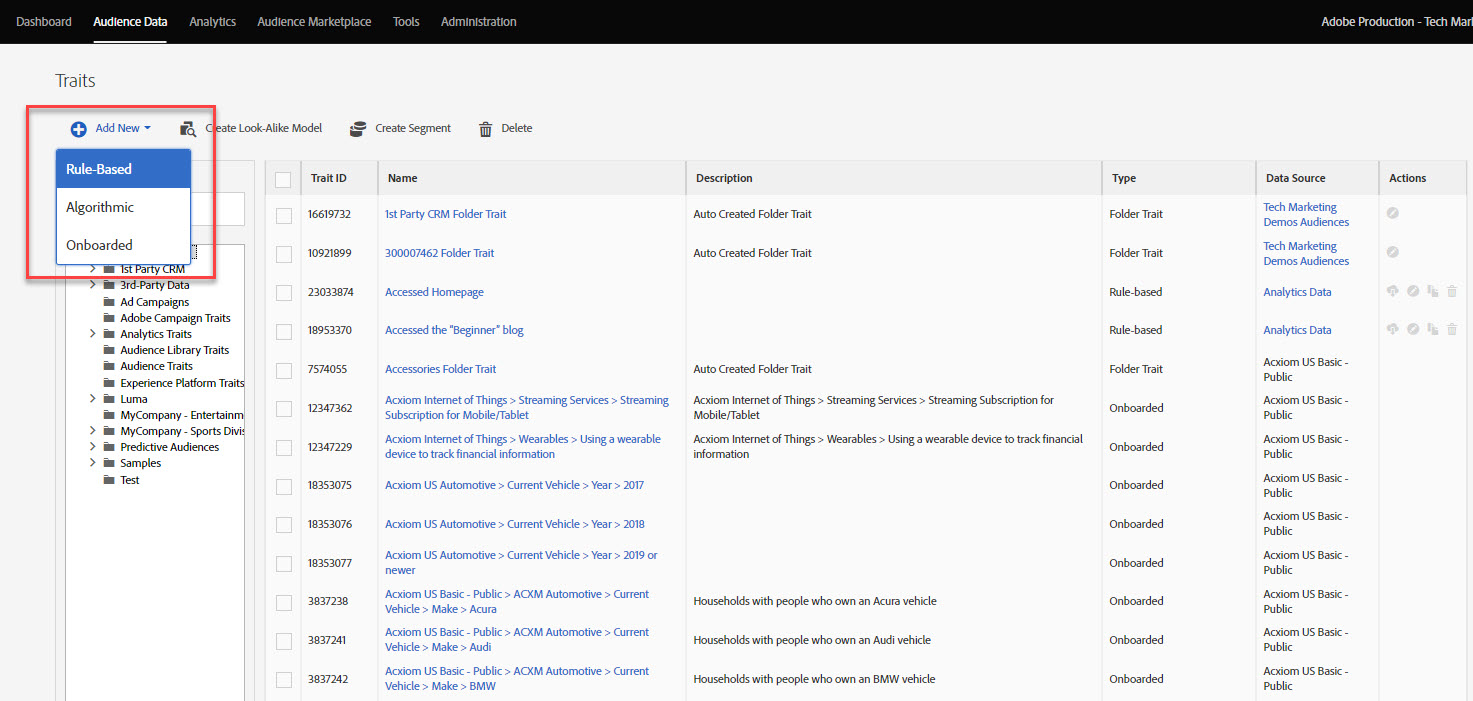 Dashboard Audience Data Analytics Audience Marketplace Tools Administration Adobe Production - Tech Mar
Traits
Add New Create Look-Alike Model Create Segment Delete
Rule-Based
Algorithmic
Onboarded
1st Party CRM
3rd-Party Data
Ad Campaigns
Adobe Campaign Traits
Analytics Traits
Audience Library Traits
Audience Traits
Experience Platform Traits
Luma
MyCompany - Entertainm
MyCompany - Sports Divis
Predictive Audiences
Samples
Test
Trait ID Name Description Type Data Source Actions
16619732 1st Party CRM Folder Trait Auto Created Folder Trait Folder Trait Tech Marketing
Demos Audiences
10921899 300007462 Folder Trait Auto Created Folder Trait Folder Trait Tech Marketing
Demos Audiences
23033874 Accessed Homepage Rule-based Analytics Data
18953370 Accessed the “Beginner” blog Rule-based Analytics Data
7574055 Accessories Folder Trait Auto Created Folder Trait Folder Trait Acxiom US Basic -
Public
12347362 Acxiom Internet of Things > Streaming Services > Streaming Acxiom Internet of Things > Streaming Services > Streaming Subscription for Onboarded Acxiom US Basic -
Subscription for Mobile/Tablet Mobile/Tablet Public
12347229 Acxiom Internet of Things > Wearables > Using a wearable Acxiom Internet of Things > Wearables > Using a wearable device to track financial Onboarded Acxiom US Basic -
device to track financial information information Public
18353075 Acxiom US Automotive > Current Vehicle > Year > 2017 Onboarded Acxiom US Basic -
Public
18353076 Acxiom US Automotive > Current Vehicle > Year > 2018 Onboarded Acxiom US Basic -
Public
18353077 Acxiom US Automotive > Current Vehicle > Year > 2019 or Onboarded Acxiom US Basic -
newer Public
3837238 Acxiom US Basic - Public > ACXM Automotive > Current Households with people who own an Acura vehicle Onboarded Acxiom US Basic -
Vehicle > Make > Acura Public
3837241 Acxiom US Basic - Public > ACXM Automotive > Current Households with people who own an Audi vehicle Onboarded Acxiom US Basic -
Vehicle > Make > Audi Public
3837242 Acxiom US Basic - Public > ACXM Automotive > Current Households with people who own an BMW vehicle Onboarded Acxiom US Basic -
Vehicle > Make > BMW Public